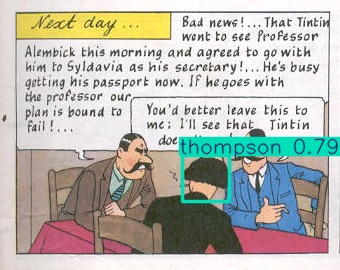 Next day ...
Bad news!... That Tintin
went to see Professor
Alembick this morning and agreed to go with
him to Syldavia as his secretary!... He's busy
getting his passport now. If he goes with
the professor our
plan is bound to
fail!...
You'd better leave this to
me: I'll see that Tintin
thompson 0.79